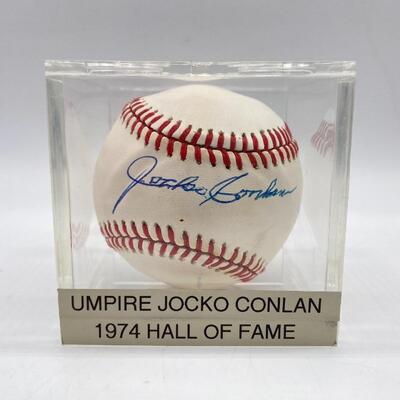 Jocko Conlan
UMPIRE JOCKO CONLAN
1974 HALL OF FAME